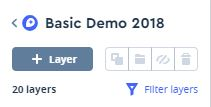 Basic Demo 2018
+ Layer
20 layers
Filter layers